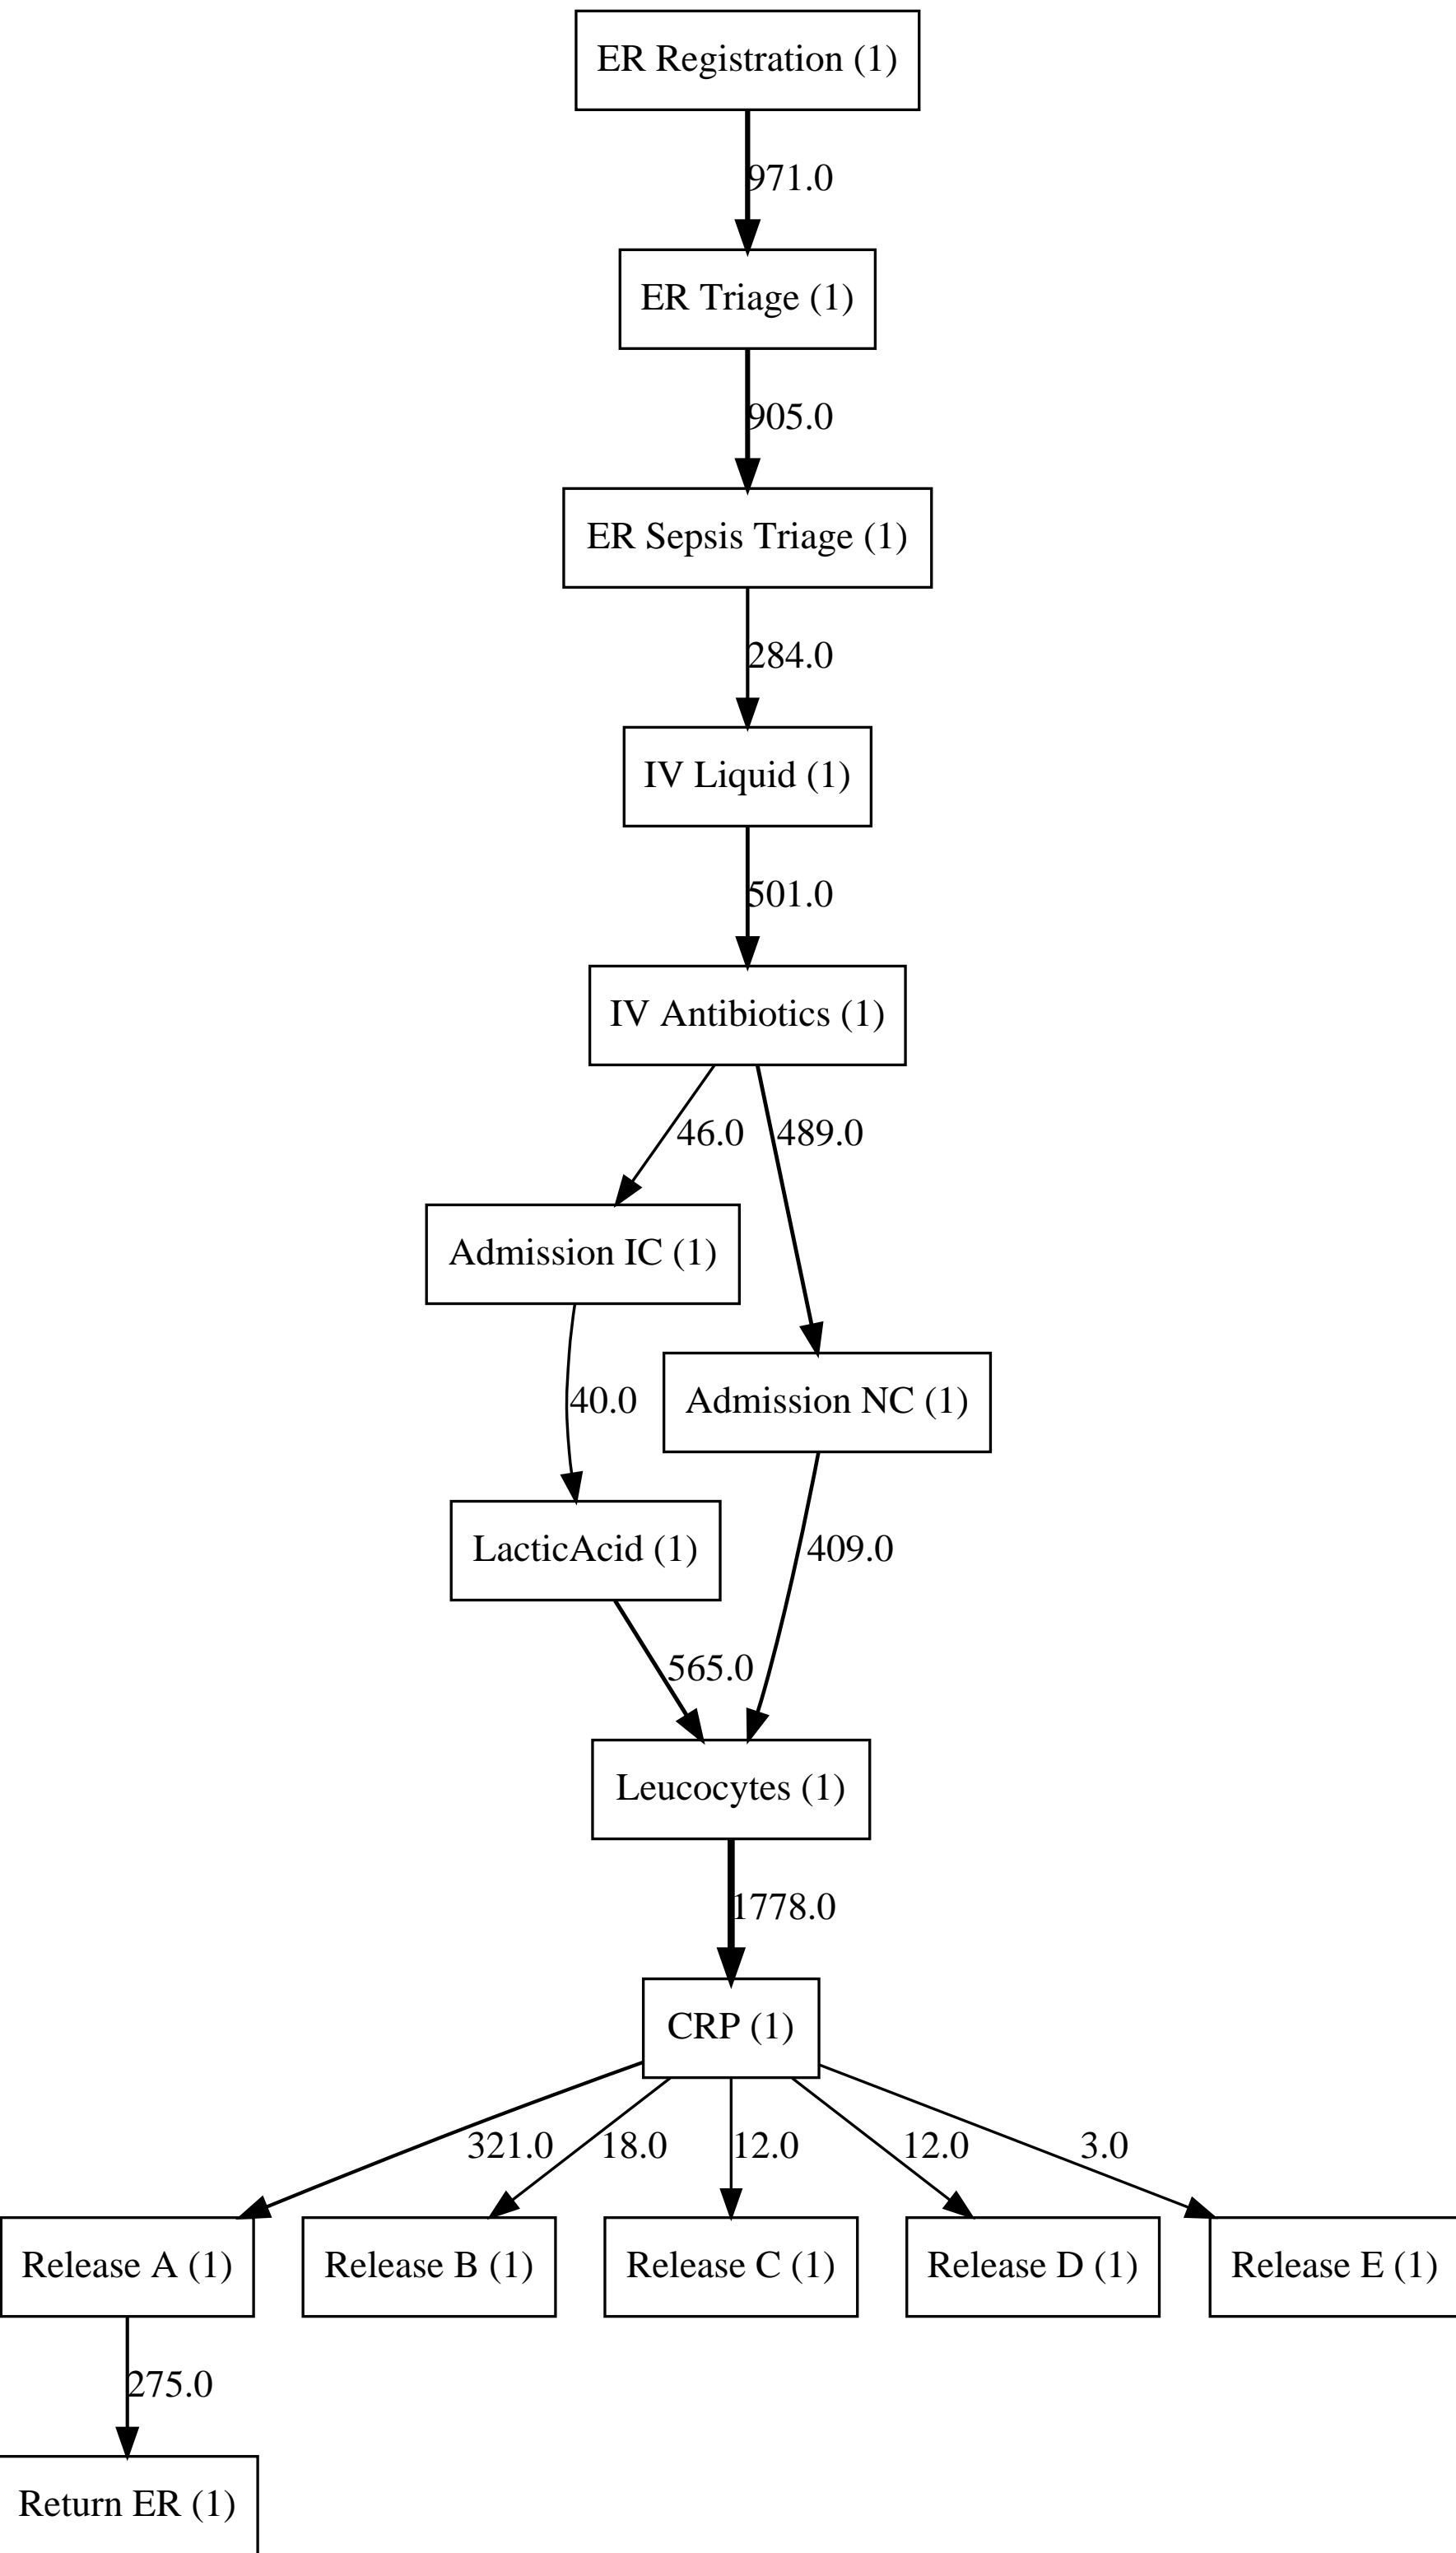 ER Registration (1)
971.0
ER Triage (1)
905.0
ER Sepsis Triage (1)
284.0
IV Liquid (1)
501.0
IV Antibiotics (1)
46.0
489.0
Admission IC (1)
Admission NC (1)
40.0
LacticAcid (1)
409.0
565.0
Leucocytes (1)
1778.0
CRP (1)
321.0
18.0
12.0
12.0
3.0
Release A (1)
Release B (1)
Release C (1)
Release D (1)
Release E (1)
275.0
Return ER (1)